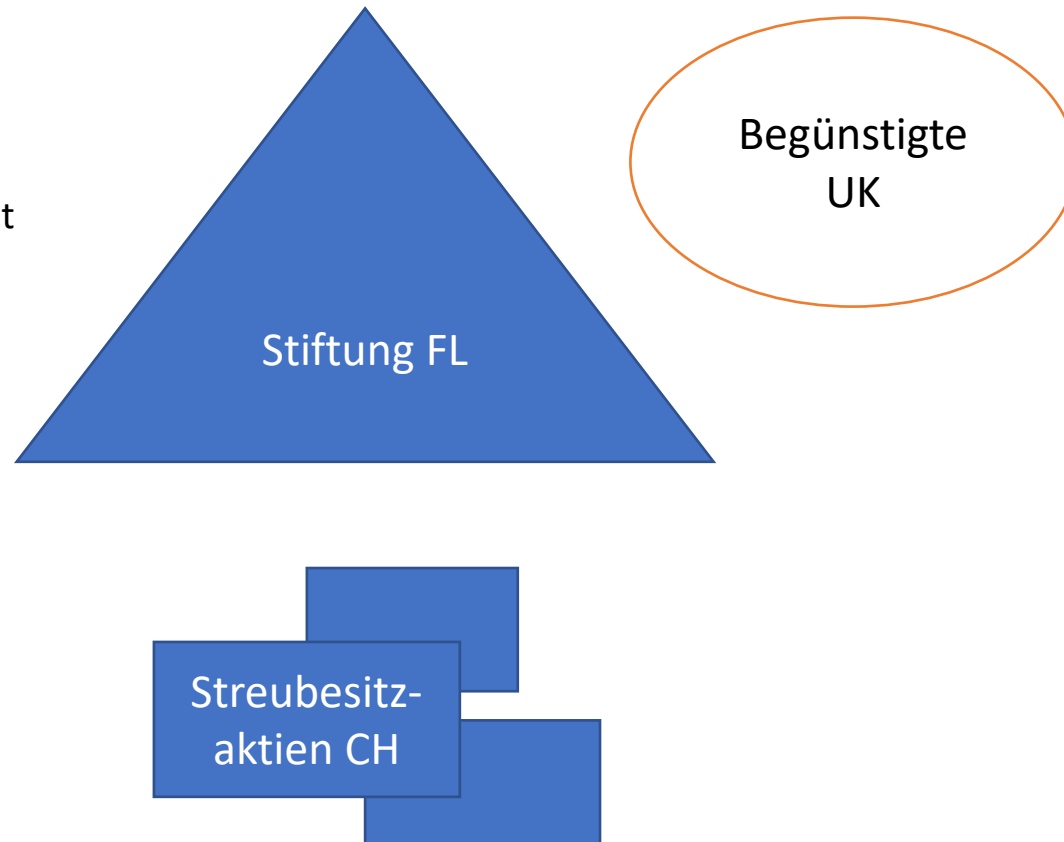 Begünstigte
UK
t
Stiftung FL
Streubesitz-
aktien CH